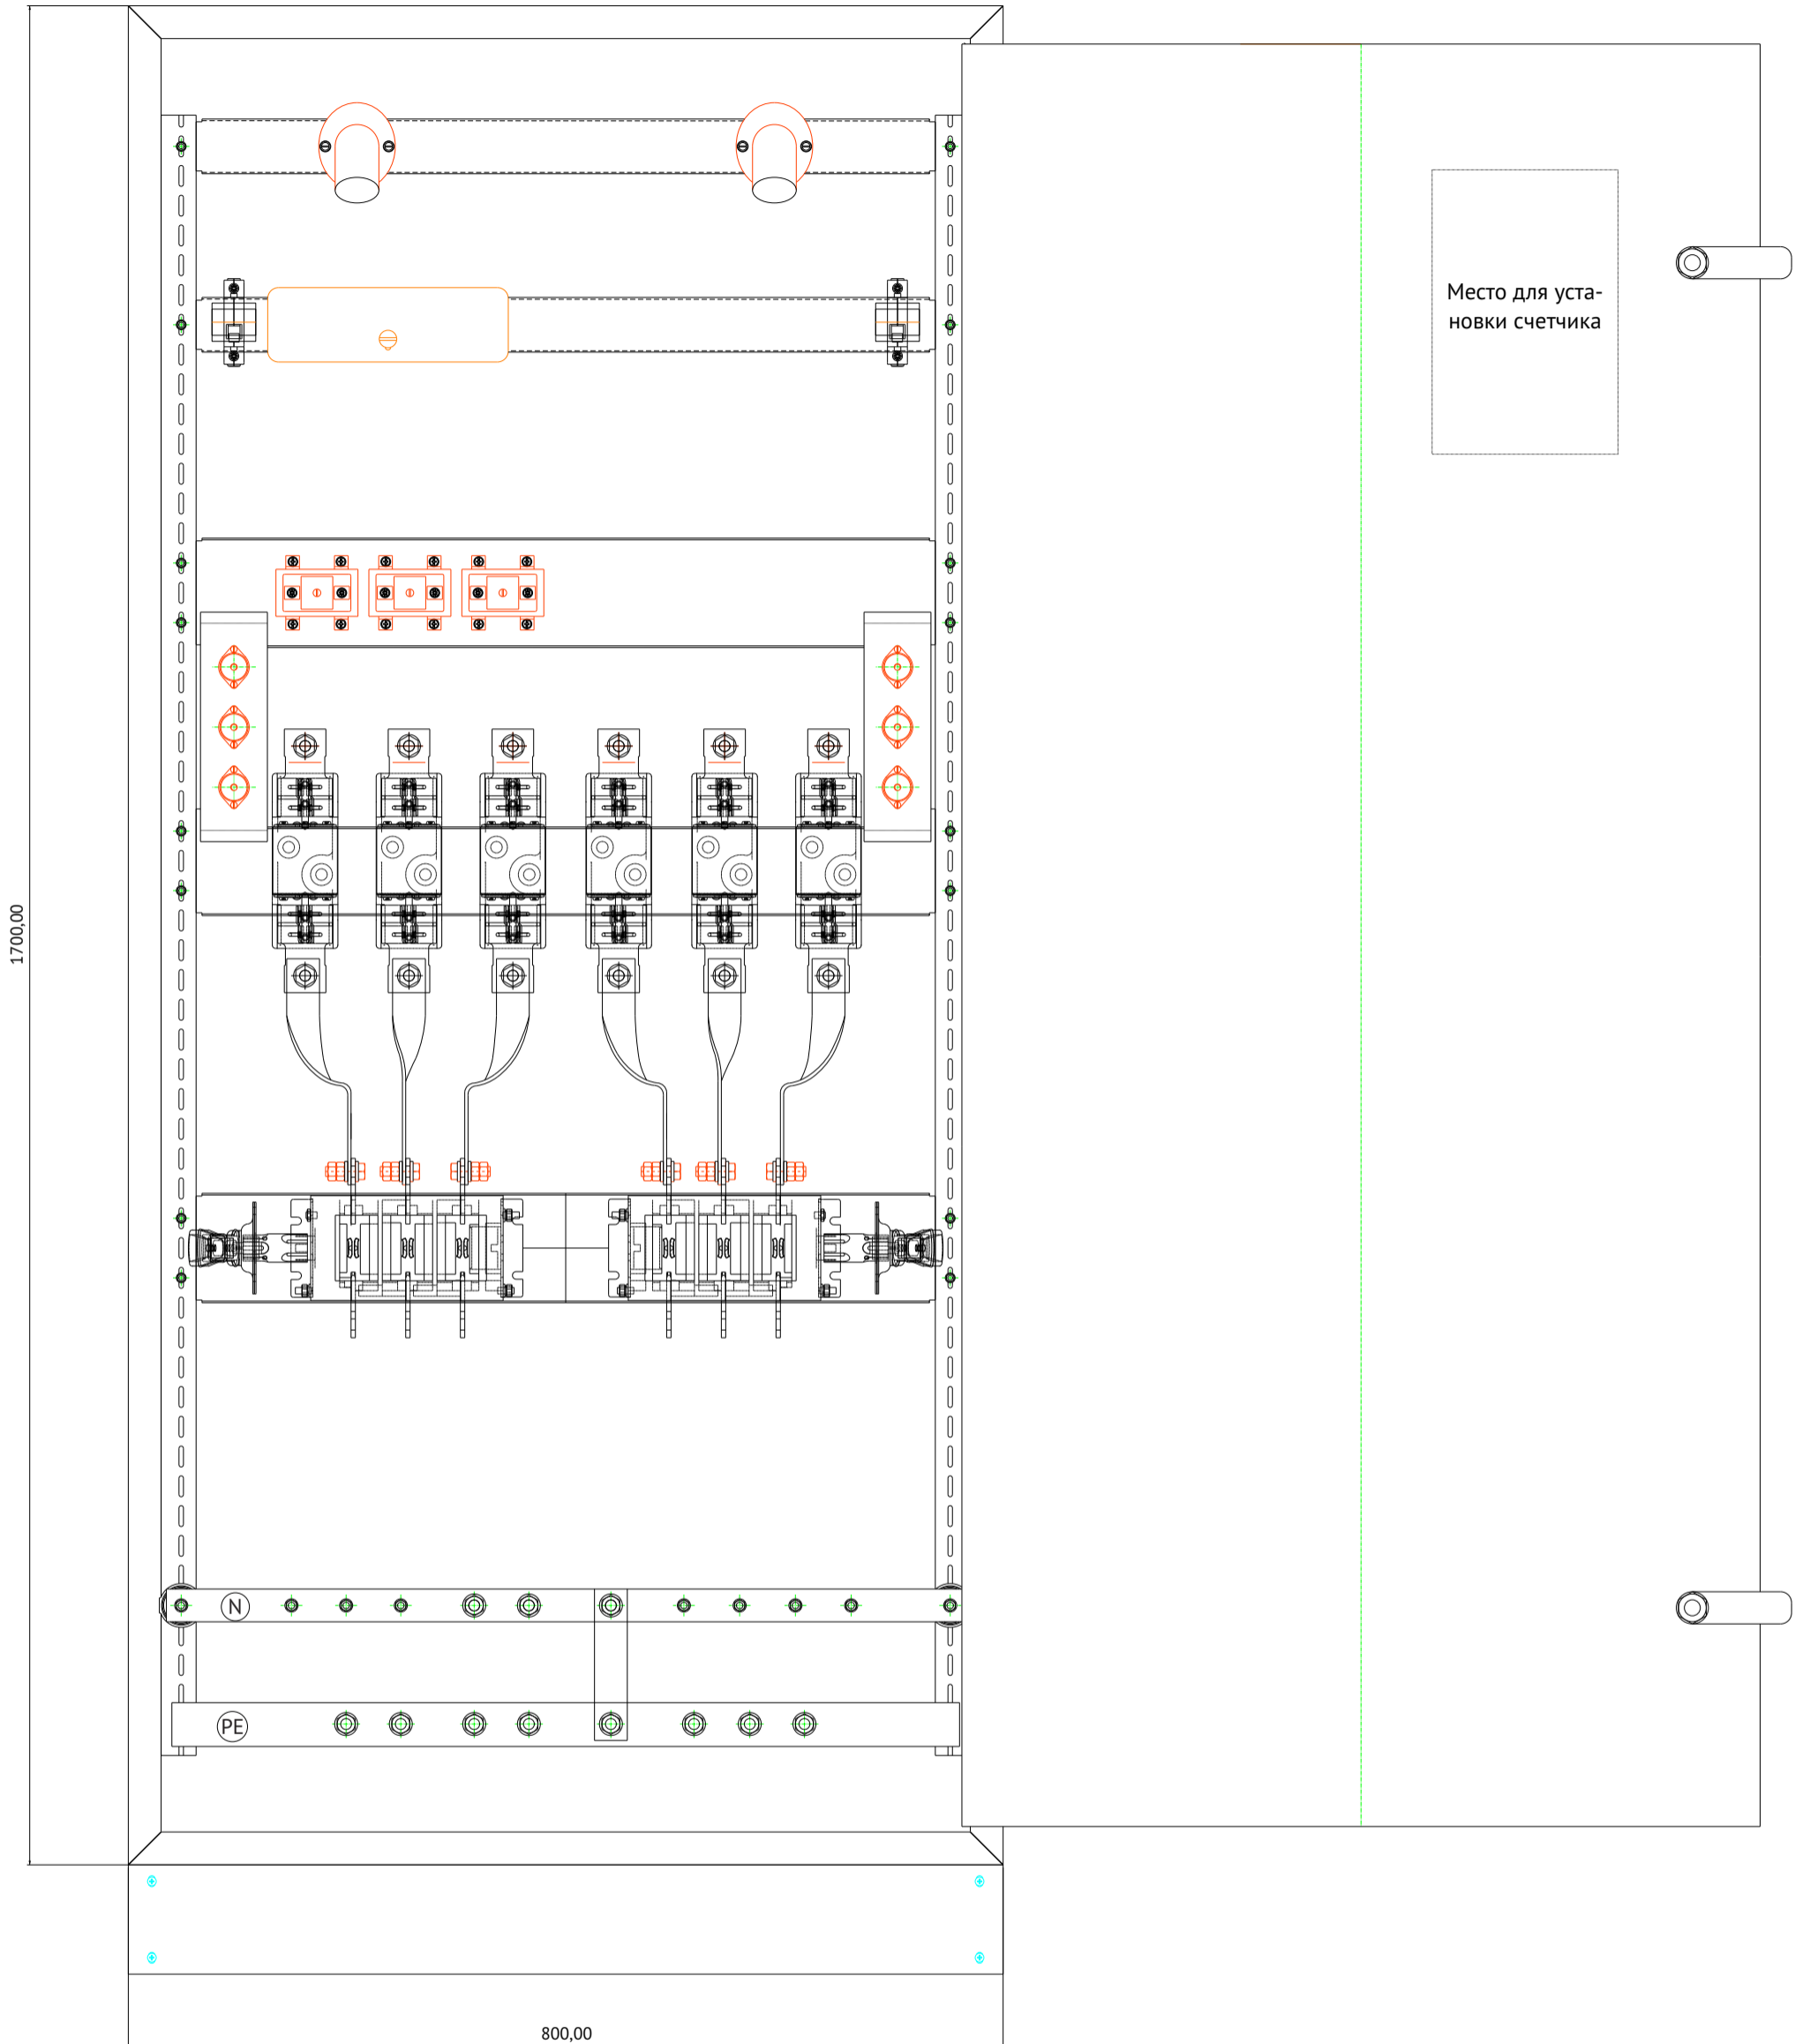 Место для уста-
новки счетчика
1700,00
N
PE
800,00